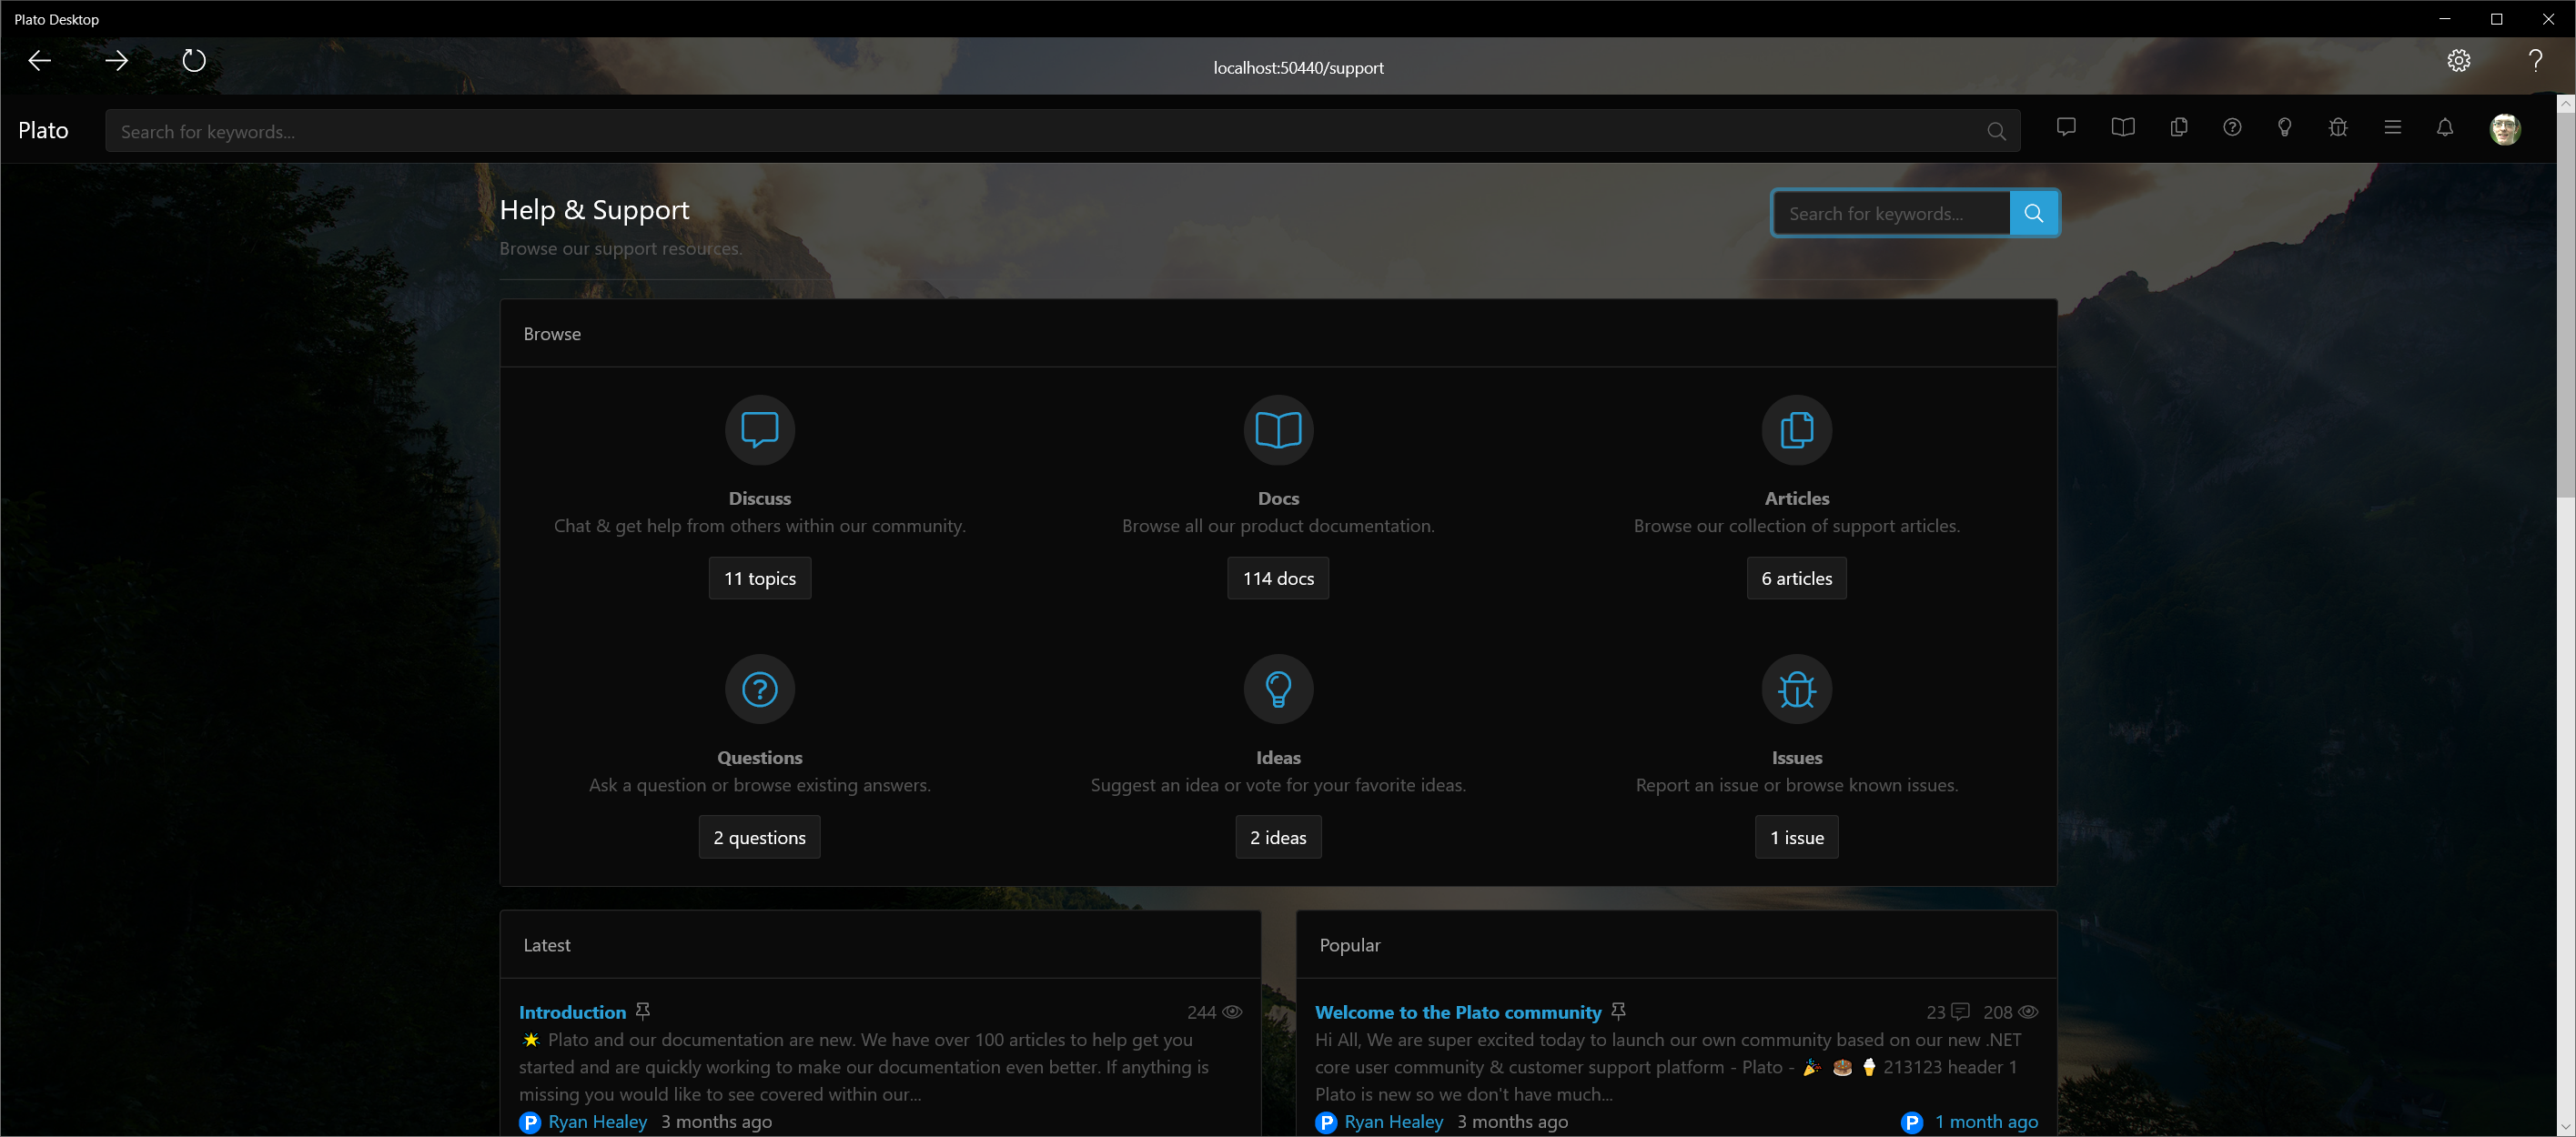 Plato Desktop
localhost:50440/support
Plato
Search for keywords...
Help & Support
Search for keywords...
Browse our support resources.
Browse
Discuss
Chat & get help from others within our community.
11 topics
Docs
Browse all our product documentation.
114 docs
Articles
Browse our collection of support articles.
6 articles
Questions
Ask a question or browse existing answers.
2 questions
Ideas
Suggest an idea or vote for your favorite ideas.
2 ideas
Issues
Report an issue or browse known issues.
1 issue
Latest
Introduction 244
Plato and our documentation are new. We have over 100 articles to help get you
started and are quickly working to make our documentation even better. If anything is
missing you would like to see covered within our...
P Ryan Healey 3 months ago
Popular
Welcome to the Plato community 23 208
Hi All, We are super excited today to launch our own community based on our new .NET
core user community & customer support platform - Plato - 🎉 🎂 🍦 213123 header 1
Plato is new so we don't have much...
P Ryan Healey 3 months ago P 1 month ago